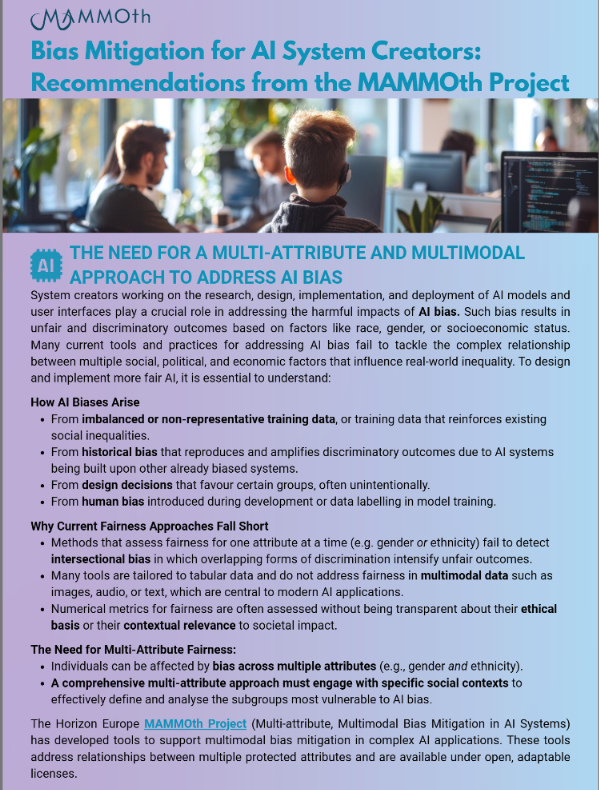 MAMMOth
Bias Mitigation for AI System Creators:
Recommendations from the MAMMOth Project
AI
THE NEED FOR A MULTI-ATTRIBUTE AND MULTIMODAL
APPROACH TO ADDRESS AI BIAS
System creators working on the research, design, implementation, and deployment of AI models and
user interfaces play a crucial role in addressing the harmful impacts of AI bias. Such bias results in
unfair and discriminatory outcomes based on factors like race, gender, or socioeconomic status.
Many current tools and practices for addressing AI bias fail to tackle the complex relationship
between multiple social, political, and economic factors that influence real-world inequality. To design
and implement more fair AI, it is essential to understand:
How AI Biases Arise
• From imbalanced or non-representative training data, or training data that reinforces existing
social inequalities.
• From historical bias that reproduces and amplifies discriminatory outcomes due to AI systems
being built upon other already biased systems.
• From design decisions that favour certain groups, often unintentionally.
• From human bias introduced during development or data labelling in model training.
Why Current Fairness Approaches Fall Short
• Methods that assess fairness for one attribute at a time (e.g. gender or ethnicity) fail to detect
intersectional bias in which overlapping forms of discrimination intensify unfair outcomes.
• Many tools are tailored to tabular data and do not address fairness in multimodal data such as
images, audio, or text, which are central to modern AI applications.
• Numerical metrics for fairness are often assessed without being transparent about their ethical
basis or their contextual relevance to societal impact.
The Need for Multi-Attribute Fairness:
• Individuals can be affected by bias across multiple attributes (e.g., gender and ethnicity).
• A comprehensive multi-attribute approach must engage with specific social contexts to
effectively define and analyse the subgroups most vulnerable to AI bias.
The Horizon Europe MAMMOth Project (Multi-attribute, Multimodal Bias Mitigation in AI Systems)
has developed tools to support multimodal bias mitigation in complex AI applications. These tools
address relationships between multiple protected attributes and are available under open, adaptable
licenses.